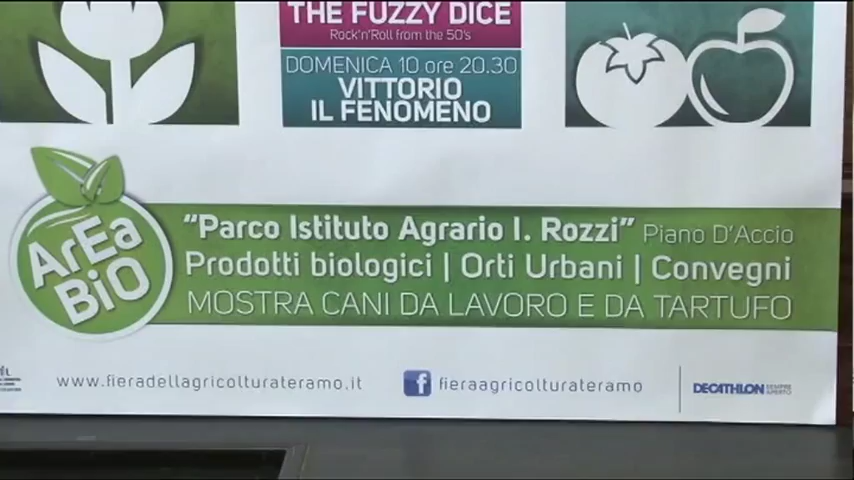 THE FUZZY DICE
Rock'n'Roll from the 50's
DOMENICA 10 ore 20.30
VITTORIO
IL FENOMENO
ArEa
BiO
"Parco Istituto Agrario I. Rozzi" Piano D'Accio
Prodotti biologici | Orti Urbani | Convegni
MOSTRA CANI DA LAVORO E DA TARTUFO
www.fieradellagricolturateramo.it
f fieraagricolturateramo
DECATHLON SEMPRE APERTO